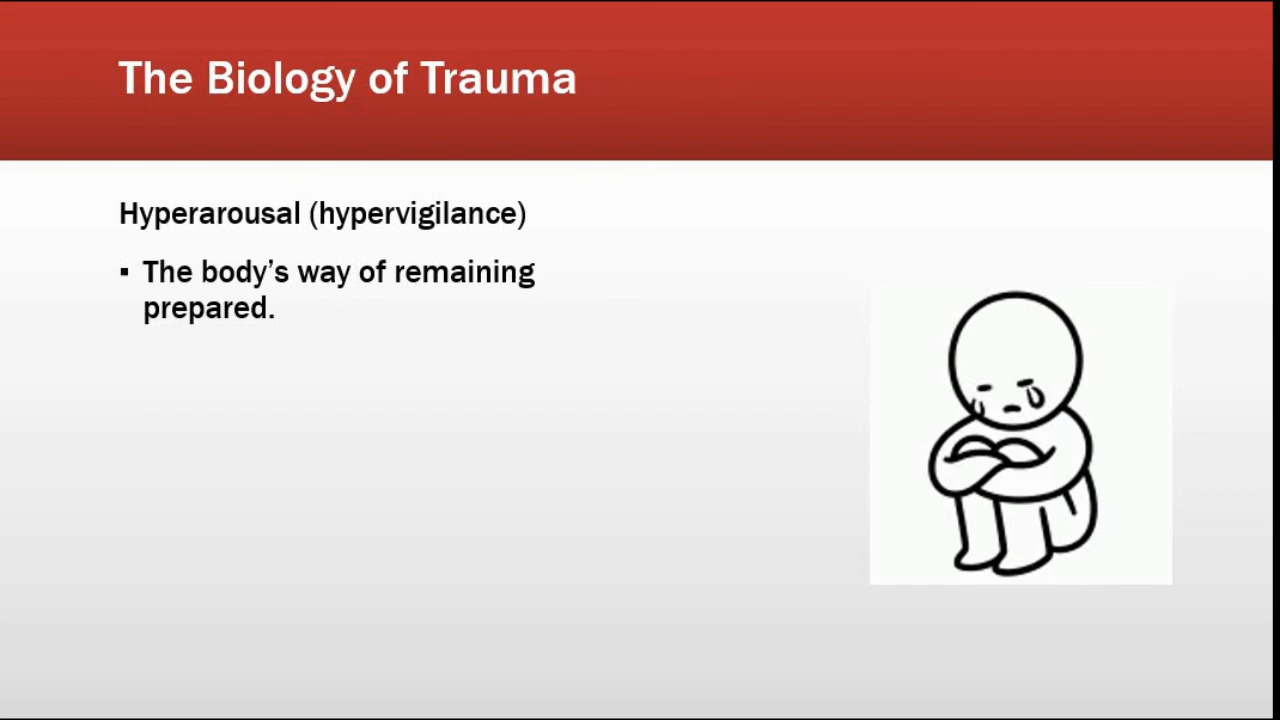 The Biology of Trauma
Hyperarousal (hypervigilance)
▪ The body’s way of remaining
prepared.